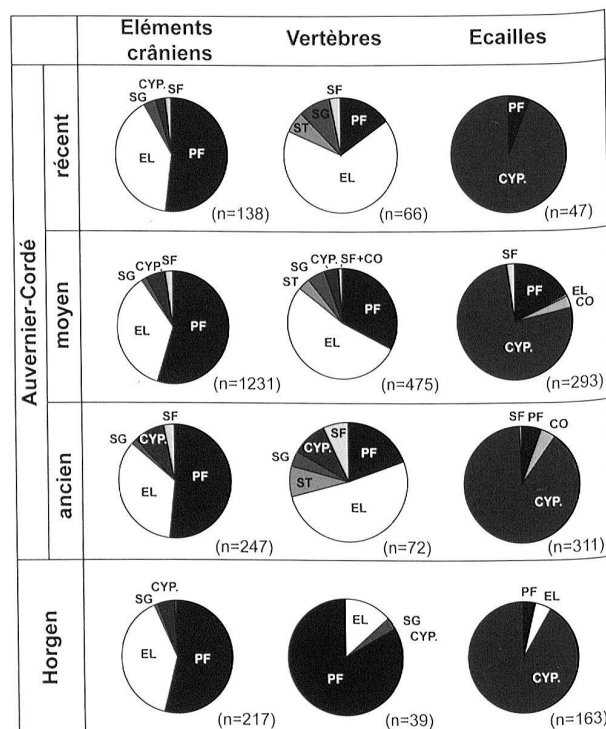 Eléments
crâniens
Vertèbres
Ecailles
Auvernier-Cordé
récent
CYP. SF
SG
EL
PF
(n=138)
SF
SG
PF
ST
EL
(n=66)
PF
CYP.
(n=47)
moyen
CYP. SF
SG
EL
PF
(n=1231)
CYP. SF+CO
SG
ST
PF
EL
(n=475)
SF
PF
EL
CO
CYP.
(n=293)
ancien
SF
SG
CYP.
EL
PF
(n=247)
SF
CYP.
PF
SG
ST
EL
(n=72)
SF PF CO
CYP.
(n=311)
Horgen
CYP.
SG
EL
PF
(n=217)
EL
SG
CYP.
PF
(n=39)
PF EL
CYP.
(n=163)